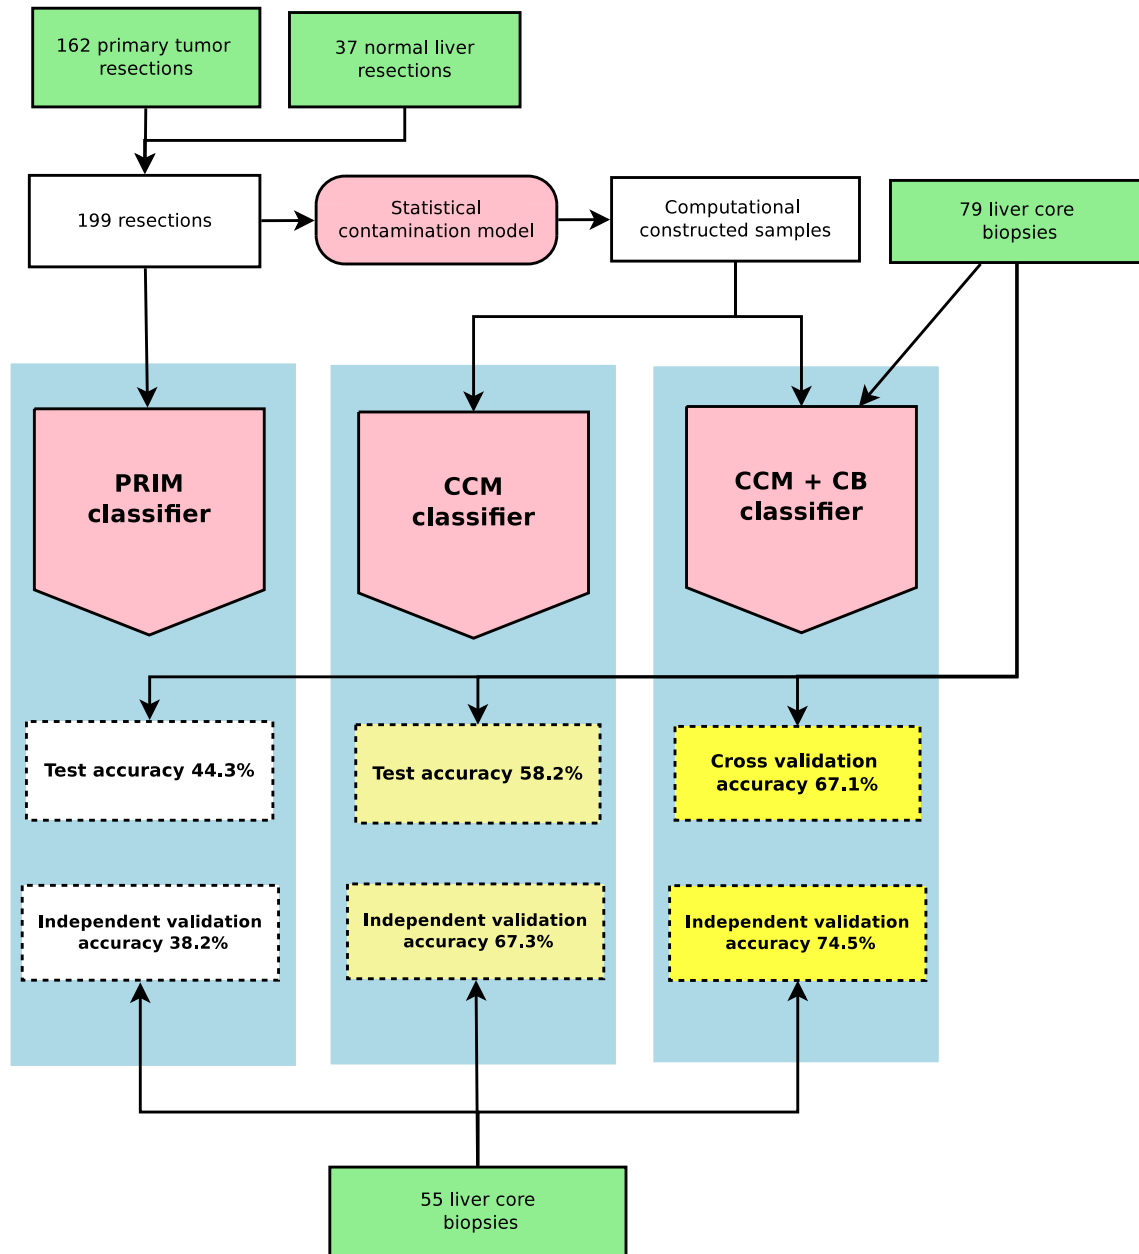 162 primary tumor
resections
37 normal liver
resections
199 resections
Statistical
contamination model
Computational
constructed samples
79 liver core
biopsies
PRIM
classifier
CCM
classifier
CCM + CB
classifier
Test accuracy 44.3%
Test accuracy 58.2%
Cross validation
accuracy 67.1%
Independent validation
accuracy 38.2%
Independent validation
accuracy 67.3%
Independent validation
accuracy 74.5%
55 liver core
biopsies